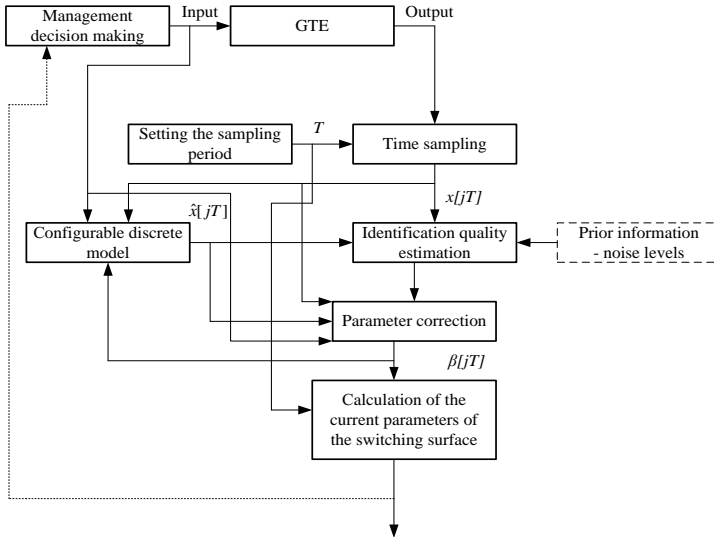 Management
decision making
Input
GTE
Output
Setting the sampling
period
T
Time sampling
x[jT]
x̂[jT]
Configurable discrete
model
Identification quality
estimation
Prior information
- noise levels
Parameter correction
β[jT]
Calculation of the
current parameters of
the switching surface